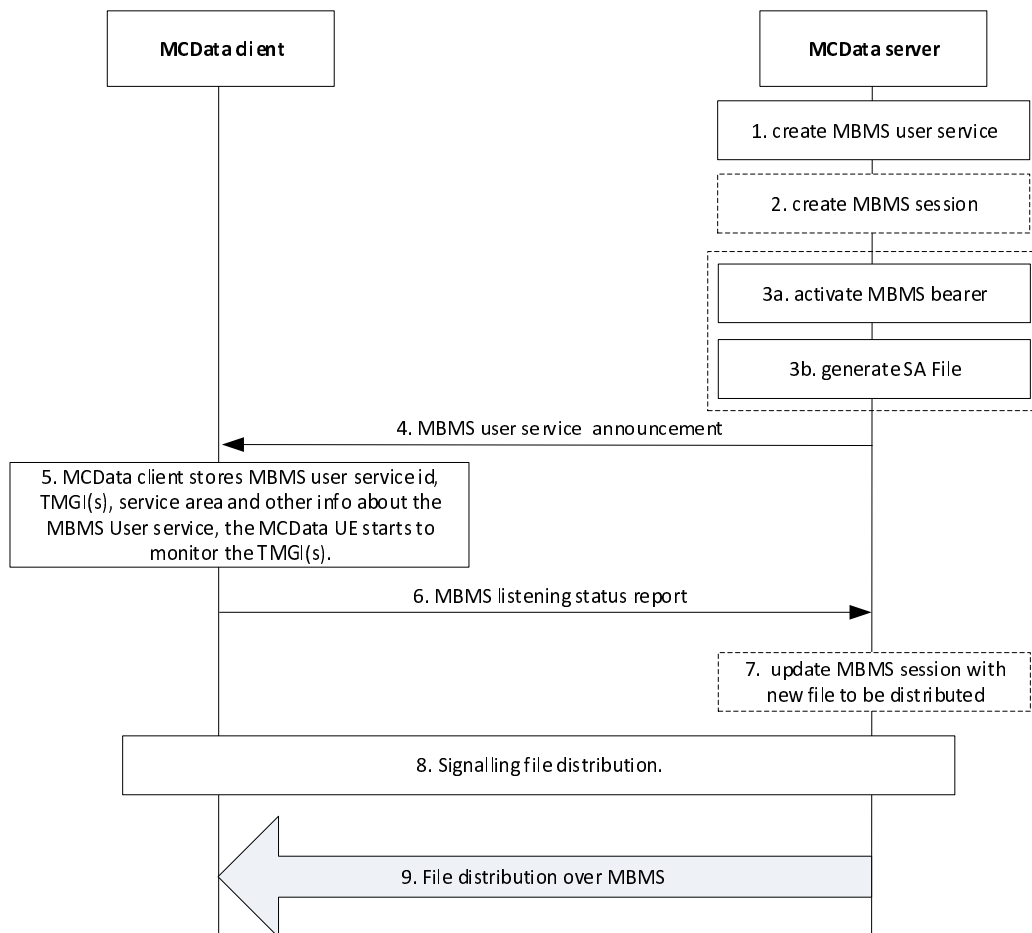 MCData client
MCData server
1. create MBMS user service
2. create MBMS session
3a. activate MBMS bearer
3b. generate SA File
4. MBMS user service announcement
5. MCData client stores MBMS user service id,
TMGI(s), service area and other info about the
MBMS User service, the MCData UE starts to
monitor the TMGI(s).
6. MBMS listening status report
7. update MBMS session with
new file to be distributed
8. Signalling file distribution.
9. File distribution over MBMS